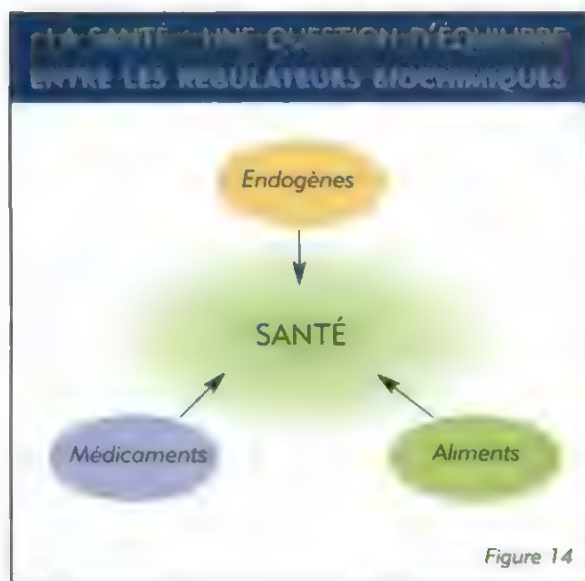 LA SANTÉ : UNE QUESTION D'ÉQUILIBRE
ENTRE LES RÉGULATEURS BIOCHIMIQUES
Endogènes
SANTÉ
Médicaments
Aliments
Figure 14